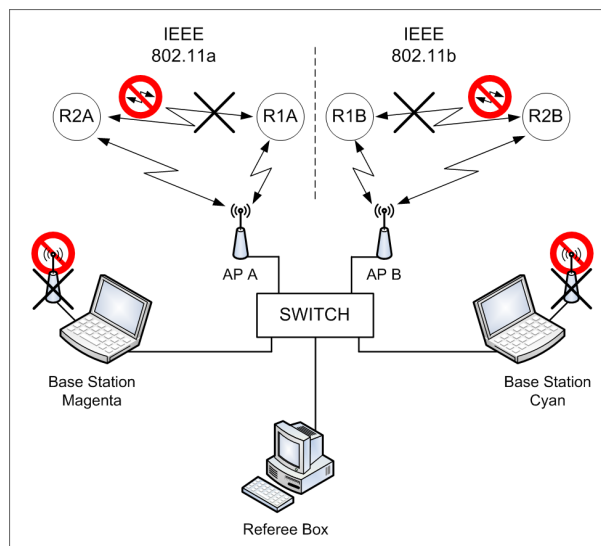 IEEE
802.11a
IEEE
802.11b
R2A
R1A
R1B
R2B
AP A
AP B
SWITCH
Base Station
Magenta
Base Station
Cyan
Referee Box